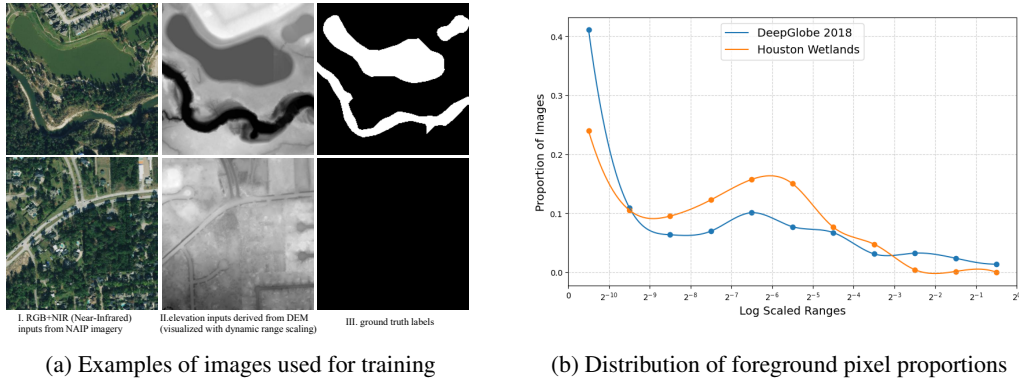 I. RGB+NIR (Near-Infrared)
inputs from NAIP imagery
II.elevation inputs derived from DEM
(visualized with dynamic range scaling)
III. ground truth labels
(a) Examples of images used for training
DeepGlobe 2018
Houston Wetlands
Proportion of Images
0.4
0.3
0.2
0.1
0.0
0 2^-10 2^-9 2^-8 2^-7 2^-6 2^-5 2^-4 2^-3 2^-2 2^-1 2^0
Log Scaled Ranges
(b) Distribution of foreground pixel proportions